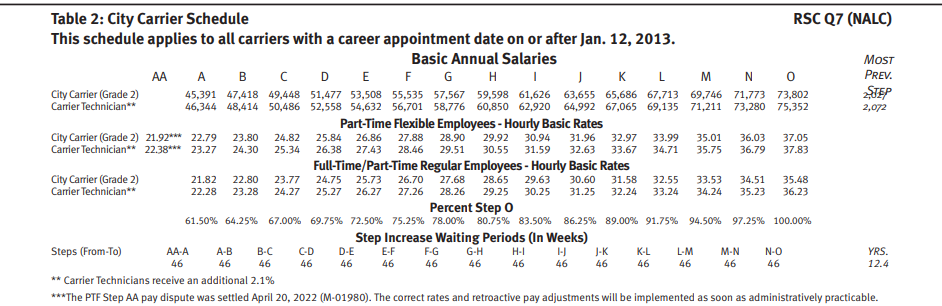 Table 2: City Carrier Schedule RSC Q7 (NALC)
This schedule applies to all carriers with a career appointment date on or after Jan. 12, 2013.
Basic Annual Salaries MOST
AA A B C D E F G H I J K L M N O PREV.
STEP
City Carrier (Grade 2) 45,391 47,418 49,448 51,477 53,508 55,535 57,567 59,598 61,626 63,655 65,686 67,713 69,746 71,773 73,802 2,027
Carrier Technician** 46,344 48,414 50,486 52,558 54,632 56,701 58,776 60,850 62,920 64,992 67,065 69,135 71,211 73,280 75,352 2,072
Part-Time Flexible Employees - Hourly Basic Rates
City Carrier (Grade 2) 21.92*** 22.79 23.80 24.82 25.84 26.86 27.88 28.90 29.92 30.94 31.96 32.97 33.99 35.01 36.03 37.05
Carrier Technician** 22.38*** 23.27 24.30 25.34 26.38 27.43 28.46 29.51 30.55 31.59 32.63 33.67 34.71 35.75 36.79 37.83
Full-Time/Part-Time Regular Employees - Hourly Basic Rates
City Carrier (Grade 2) 21.82 22.80 23.77 24.75 25.73 26.70 27.68 28.65 29.63 30.60 31.58 32.55 33.53 34.51 35.48
Carrier Technician** 22.28 23.28 24.27 25.27 26.27 27.26 28.26 29.25 30.25 31.25 32.24 33.24 34.24 35.23 36.23
Percent Step O
61.50% 64.25% 67.00% 69.75% 72.50% 75.25% 78.00% 80.75% 83.50% 86.25% 89.00% 91.75% 94.50% 97.25% 100.00%
Step Increase Waiting Periods (In Weeks)
Steps (From-To) AA-A A-B B-C C-D D-E E-F F-G G-H H-I I-J J-K K-L L-M M-N N-O YRS.
46 46 46 46 46 46 46 46 46 46 46 46 46 46 46 12.4
** Carrier Technicians receive an additional 2.1%
***The PTF Step AA pay dispute was settled April 20, 2022 (M-01980). The correct rates and retroactive pay adjustments will be implemented as soon as administratively practicable.